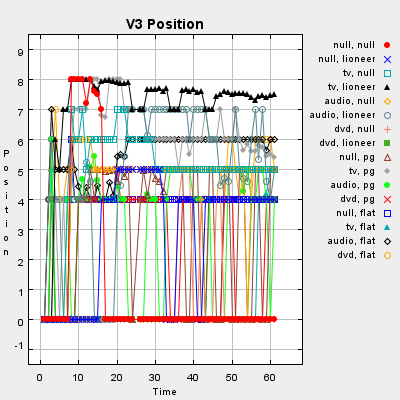 V3 Position
9
8
7
6
5
4
3
2
1
0
-1
Position
0
10
20
30
40
50
60
Time
null, null
null, lioneer
tv, null
tv, lioneer
audio, null
audio, lioneer
dvd, null
dvd, lioneer
null, pg
tv, pg
audio, pg
dvd, pg
null, flat
tv, flat
audio, flat
dvd, flat